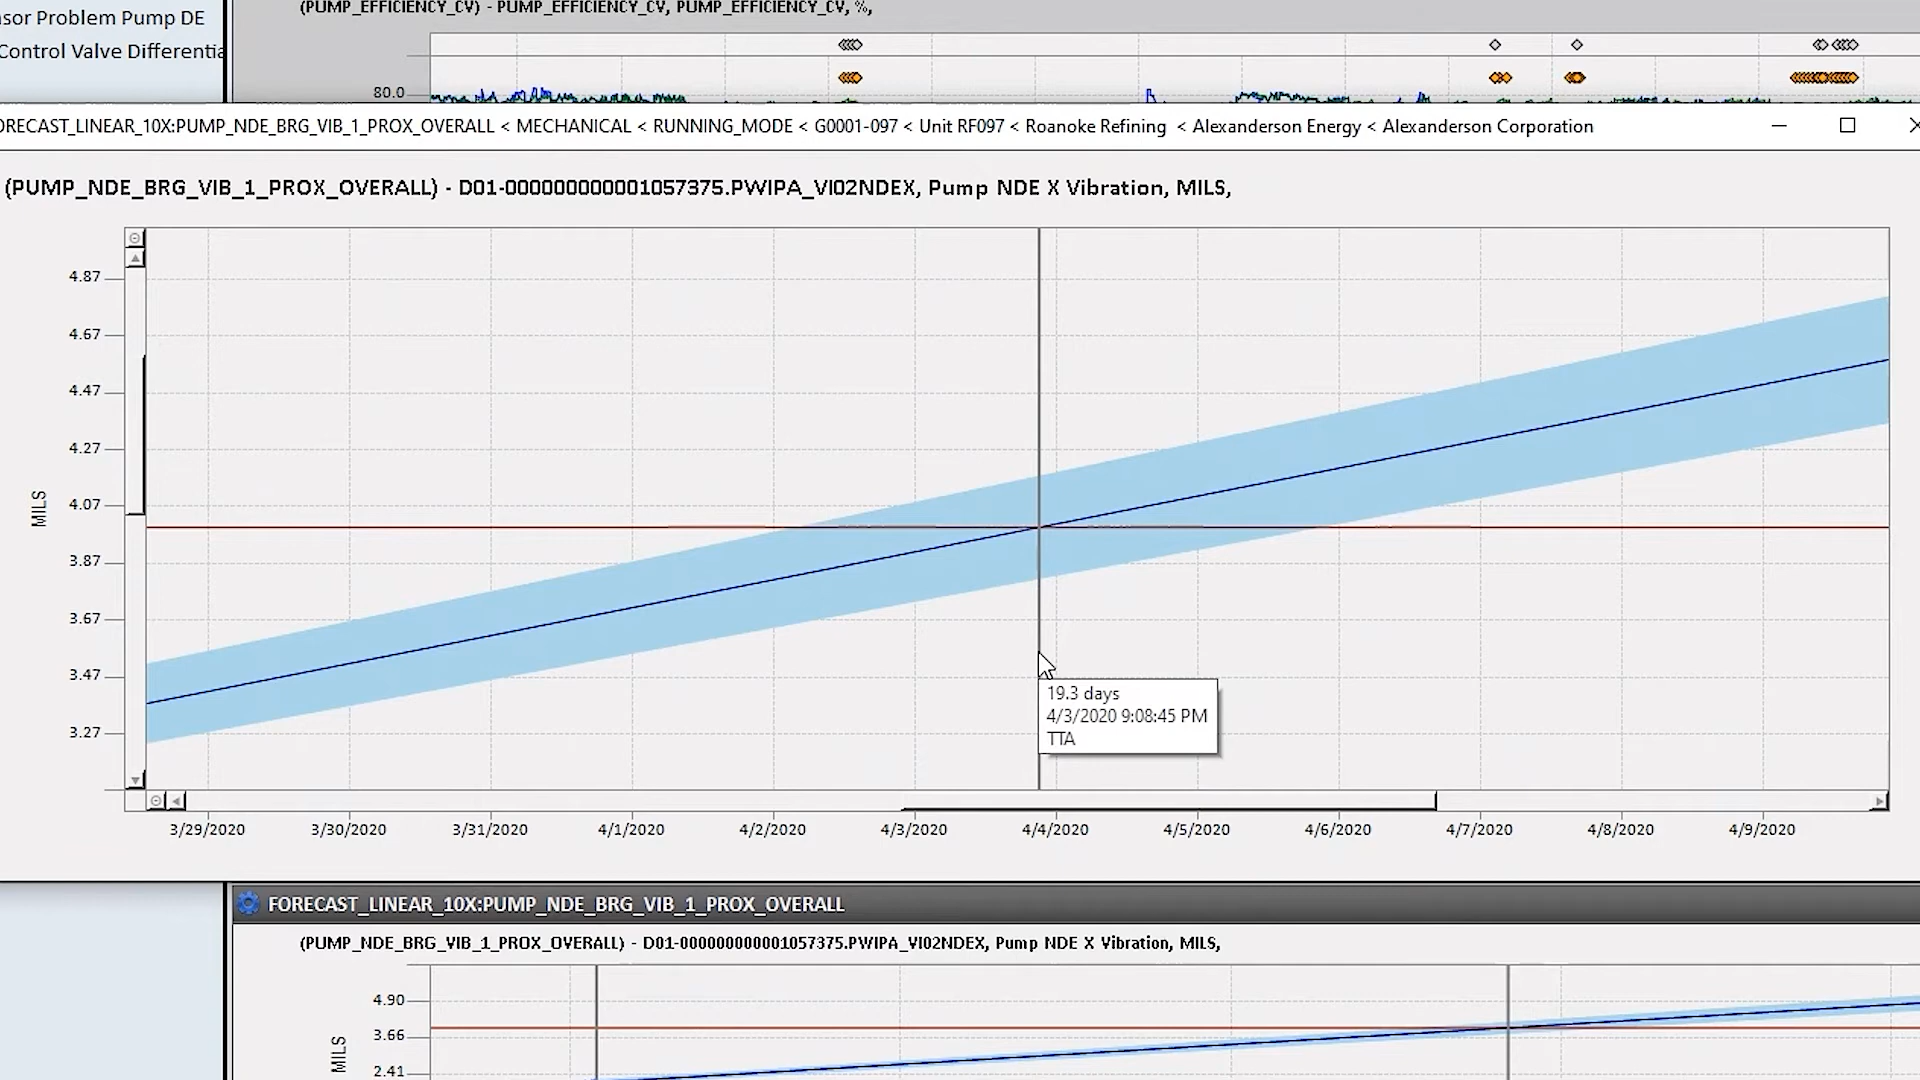 (PUMP_EFFICIENCY_CV) - PUMP_EFFICIENCY_CV, PUMP_EFFICIENCY_CV, %,
sor Problem Pump DE
Control Valve Differentia
80.0
ORECAST_LINEAR_10X:PUMP_NDE_BRG_VIB_1_PROX_OVERALL < MECHANICAL < RUNNING_MODE < G0001-097 < Unit RF097 < Roanoke Refining < Alexanderson Energy < Alexanderson Corporation
(PUMP_NDE_BRG_VIB_1_PROX_OVERALL) - D01-000000000001057375.PWIPA_VI02NDEX, Pump NDE X Vibration, MILS,
4.87
4.67
4.47
4.27
4.07
3.87
3.67
3.47
3.27
MILS
19.3 days
4/3/2020 9:08:45 PM
TTA
3/29/2020 3/30/2020 3/31/2020 4/1/2020 4/2/2020 4/3/2020 4/4/2020 4/5/2020 4/6/2020 4/7/2020 4/8/2020 4/9/2020
FORECAST_LINEAR_10X:PUMP_NDE_BRG_VIB_1_PROX_OVERALL
(PUMP_NDE_BRG_VIB_1_PROX_OVERALL) - D01-000000000001057375.PWIPA_VI02NDEX, Pump NDE X Vibration, MILS,
4.90
3.66
2.41
MILS